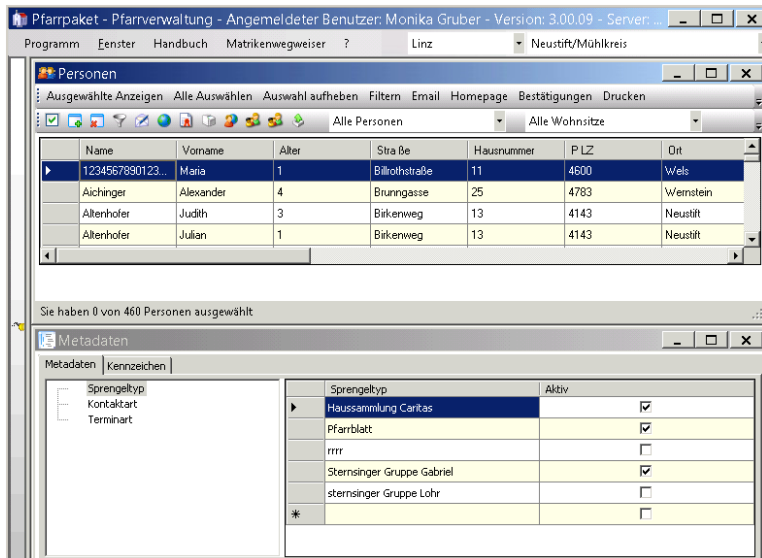 Pfarrpaket - Pfarrverwaltung - Angemeldeter Benutzer: Monika Gruber - Version: 3.00.09 - Server: ...
Programm Fenster Handbuch Matrikenwegweiser ? Linz Neustift/Mühlkreis
Personen
Ausgewählte Anzeigen Alle Auswählen Auswahl aufheben Filtern Email Homepage Bestätigungen Drucken
Alle Personen Alle Wohnsitze
Name Vorname Alter Straße Hausnummer PLZ Ort
1234567890123... Maria 1 Billrothstraße 11 4600 Wels
Aichinger Alexander 4 Brunngasse 25 4783 Wernstein
Altenhofer Judith 3 Birkenweg 13 4143 Neustift
Altenhofer Julian 1 Birkenweg 13 4143 Neustift
Sie haben 0 von 460 Personen ausgewählt
Metadaten
Metadaten Kennzeichen
Sprengeltyp Sprengeltyp Aktiv
Kontaktart Haussammlung Caritas
Terminart Pfarrblatt
rrrr
Sternsinger Gruppe Gabriel
sternsinger Gruppe Lohr